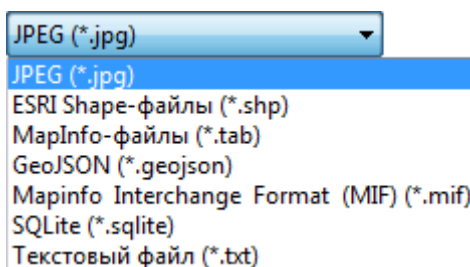 JPEG (*.jpg)
JPEG (*.jpg)
ESRI Shape-файлы (*.shp)
MapInfo-файлы (*.tab)
GeoJSON (*.geojson)
Mapinfo Interchange Format (MIF) (*.mif)
SQLite (*.sqlite)
Текстовый файл (*.txt)